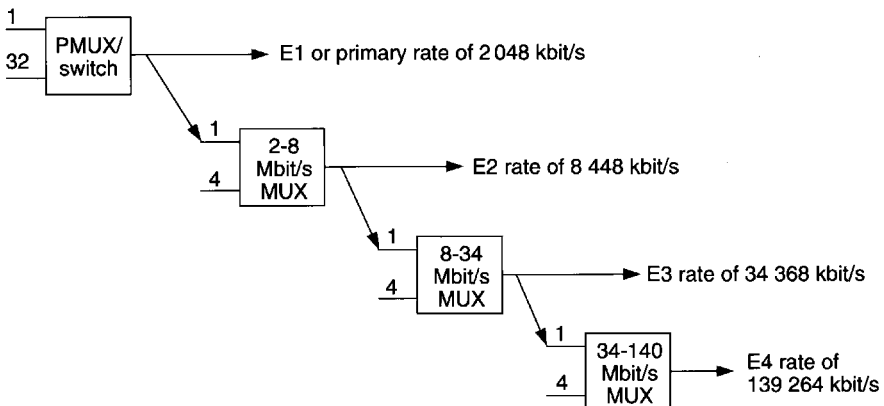 1
32
PMUX/
switch
E1 or primary rate of 2 048 kbit/s
1
4
2-8
Mbit/s
MUX
E2 rate of 8 448 kbit/s
1
4
8-34
Mbit/s
MUX
E3 rate of 34 368 kbit/s
1
4
34-140
Mbit/s
MUX
E4 rate of
139 264 kbit/s